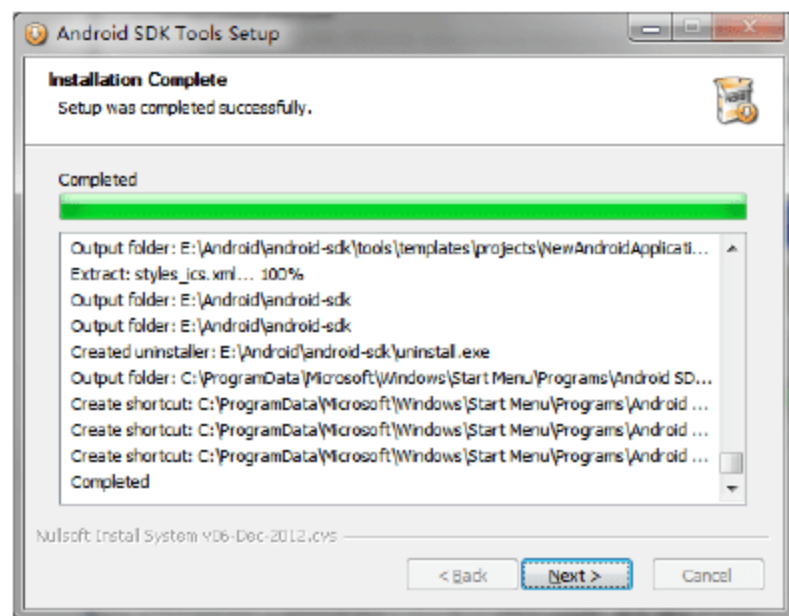 Android SDK Tools Setup
Installation Complete
Setup was completed successfully.
Completed
Output folder: E:\Android\android-sdk\tools\templates\projects\NewAndroidApplicati...
Extract: styles_ics.xml... 100%
Output folder: E:\Android\android-sdk
Output folder: E:\Android\android-sdk
Created uninstaller: E:\Android\android-sdk\uninstall.exe
Output folder: C:\ProgramData\Microsoft\Windows\Start Menu\Programs\Android SD...
Create shortcut: C:\ProgramData\Microsoft\Windows\Start Menu\Programs\Android ...
Create shortcut: C:\ProgramData\Microsoft\Windows\Start Menu\Programs\Android ...
Create shortcut: C:\ProgramData\Microsoft\Windows\Start Menu\Programs\Android ...
Completed
Nullsoft Install System v06-Dec-2012.cvs
< Back Next > Cancel